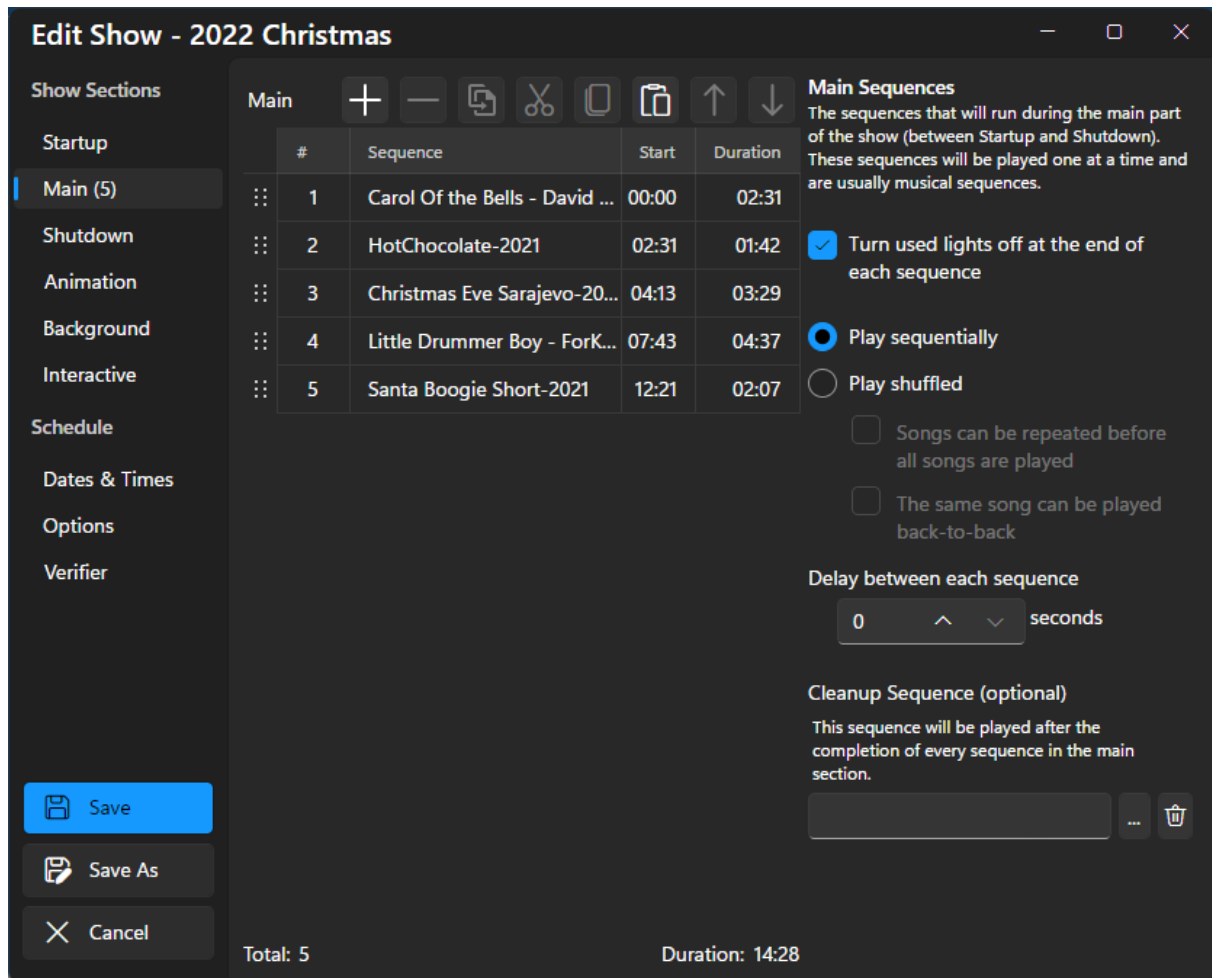 Edit Show - 2022 Christmas
Show Sections
Startup
Main (5)
Shutdown
Animation
Background
Interactive
Schedule
Dates & Times
Options
Verifier
Save
Save As
Cancel
Main
# Sequence Start Duration
1 Carol Of the Bells - David ... 00:00 02:31
2 HotChocolate-2021 02:31 01:42
3 Christmas Eve Sarajevo-20... 04:13 03:29
4 Little Drummer Boy - ForK... 07:43 04:37
5 Santa Boogie Short-2021 12:21 02:07
Total: 5 Duration: 14:28
Main Sequences
The sequences that will run during the main part
of the show (between Startup and Shutdown).
These sequences will be played one at a time and
are usually musical sequences.
Turn used lights off at the end of
each sequence
Play sequentially
Play shuffled
Songs can be repeated before
all songs are played
The same song can be played
back-to-back
Delay between each sequence
0 seconds
Cleanup Sequence (optional)
This sequence will be played after the
completion of every sequence in the main
section.
...